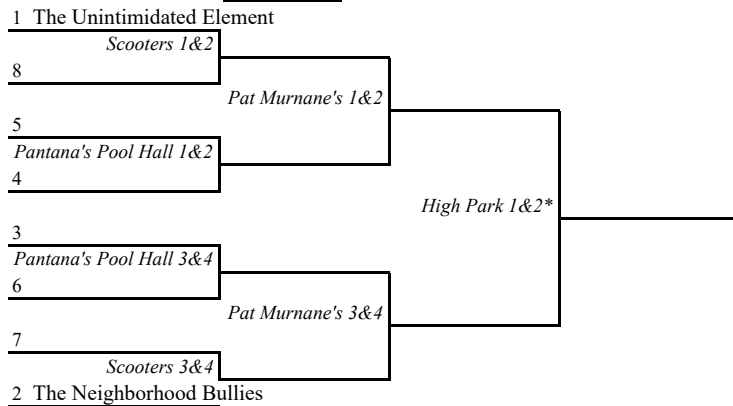 1 The Unintimidated Element
Scooters 1&2
8
Pat Murnane's 1&2
5
Pantana's Pool Hall 1&2
4
High Park 1&2*
3
Pantana's Pool Hall 3&4
6
Pat Murnane's 3&4
7
Scooters 3&4
2 The Neighborhood Bullies